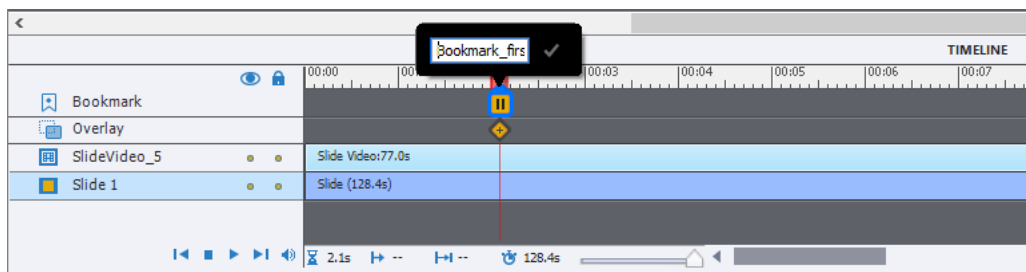 Bookmark_firs
TIMELINE
00:00 00 00:03 00:04 00:05 00:06 00:07
Bookmark
Overlay
SlideVideo_5 Slide Video:77.0s
Slide 1 Slide (128.4s)
2.1s -- -- 128.4s